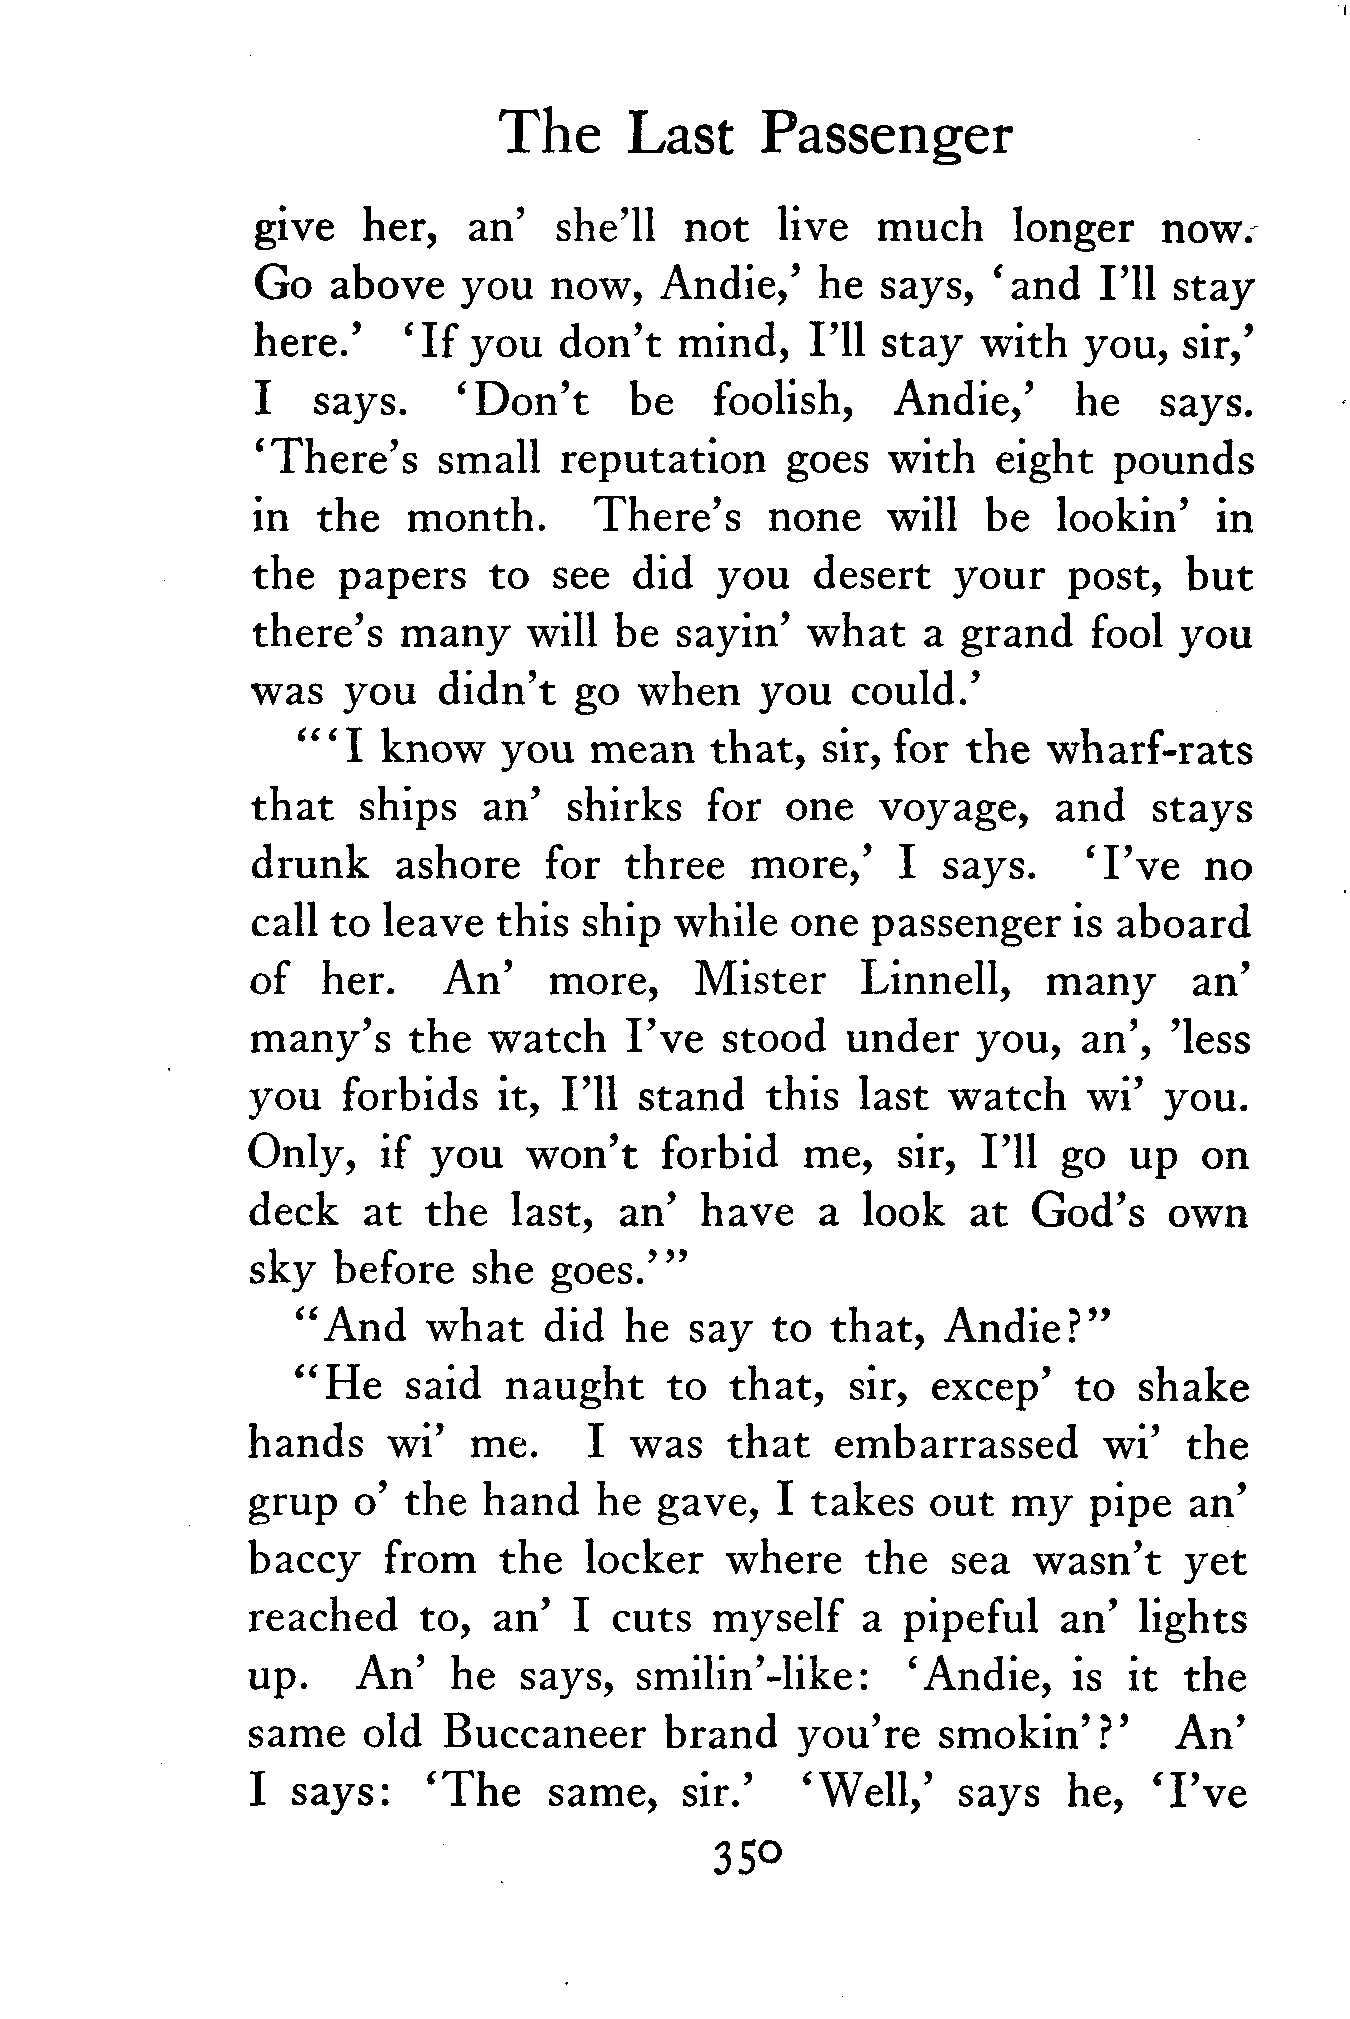 The Last Passenger
give her, an' she'll not live much longer now.
Go above you now, Andie,' he says, 'and I'll stay
here.' 'If you don't mind, I'll stay with you, sir,'
I says. 'Don't be foolish, Andie,' he says.
'There's small reputation goes with eight pounds
in the month. There's none will be lookin' in
the papers to see did you desert your post, but
there's many will be sayin' what a grand fool you
was you didn't go when you could.'
"'I know you mean that, sir, for the wharf-rats
that ships an' shirks for one voyage, and stays
drunk ashore for three more,' I says. 'I've no
call to leave this ship while one passenger is aboard
of her. An' more, Mister Linnell, many an'
many's the watch I've stood under you, an', 'less
you forbids it, I'll stand this last watch wi' you.
Only, if you won't forbid me, sir, I'll go up on
deck at the last, an' have a look at God's own
sky before she goes.'"
"And what did he say to that, Andie?"
"He said naught to that, sir, excep' to shake
hands wi' me. I was that embarrassed wi' the
grup o' the hand he gave, I takes out my pipe an'
baccy from the locker where the sea wasn't yet
reached to, an' I cuts myself a pipeful an' lights
up. An' he says, smilin'-like: 'Andie, is it the
same old Buccaneer brand you're smokin'?' An'
I says: 'The same, sir.' 'Well,' says he, 'I've
350